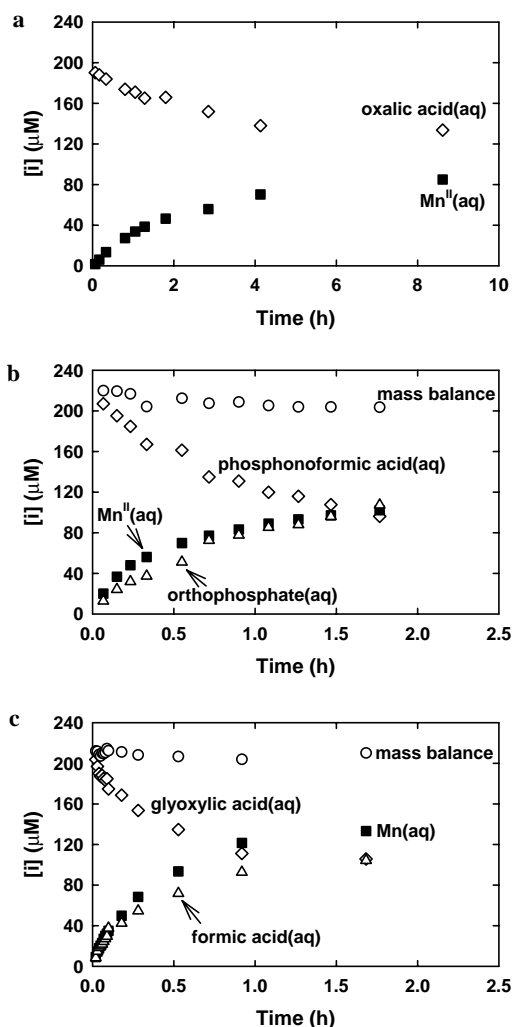 a
240
200
160
120
80
40
0
[i] (µM)
oxalic acid(aq)
Mn^II(aq)
0 2 4 6 8 10
Time (h)
b
240
200
160
120
80
40
0
[i] (µM)
mass balance
phosphonoformic acid(aq)
Mn^II(aq)
orthophosphate(aq)
0.0 0.5 1.0 1.5 2.0 2.5
Time (h)
c
240
200
160
120
80
40
0
[i] (µM)
mass balance
glyoxylic acid(aq)
Mn(aq)
formic acid(aq)
0.0 0.5 1.0 1.5 2.0 2.5
Time (h)